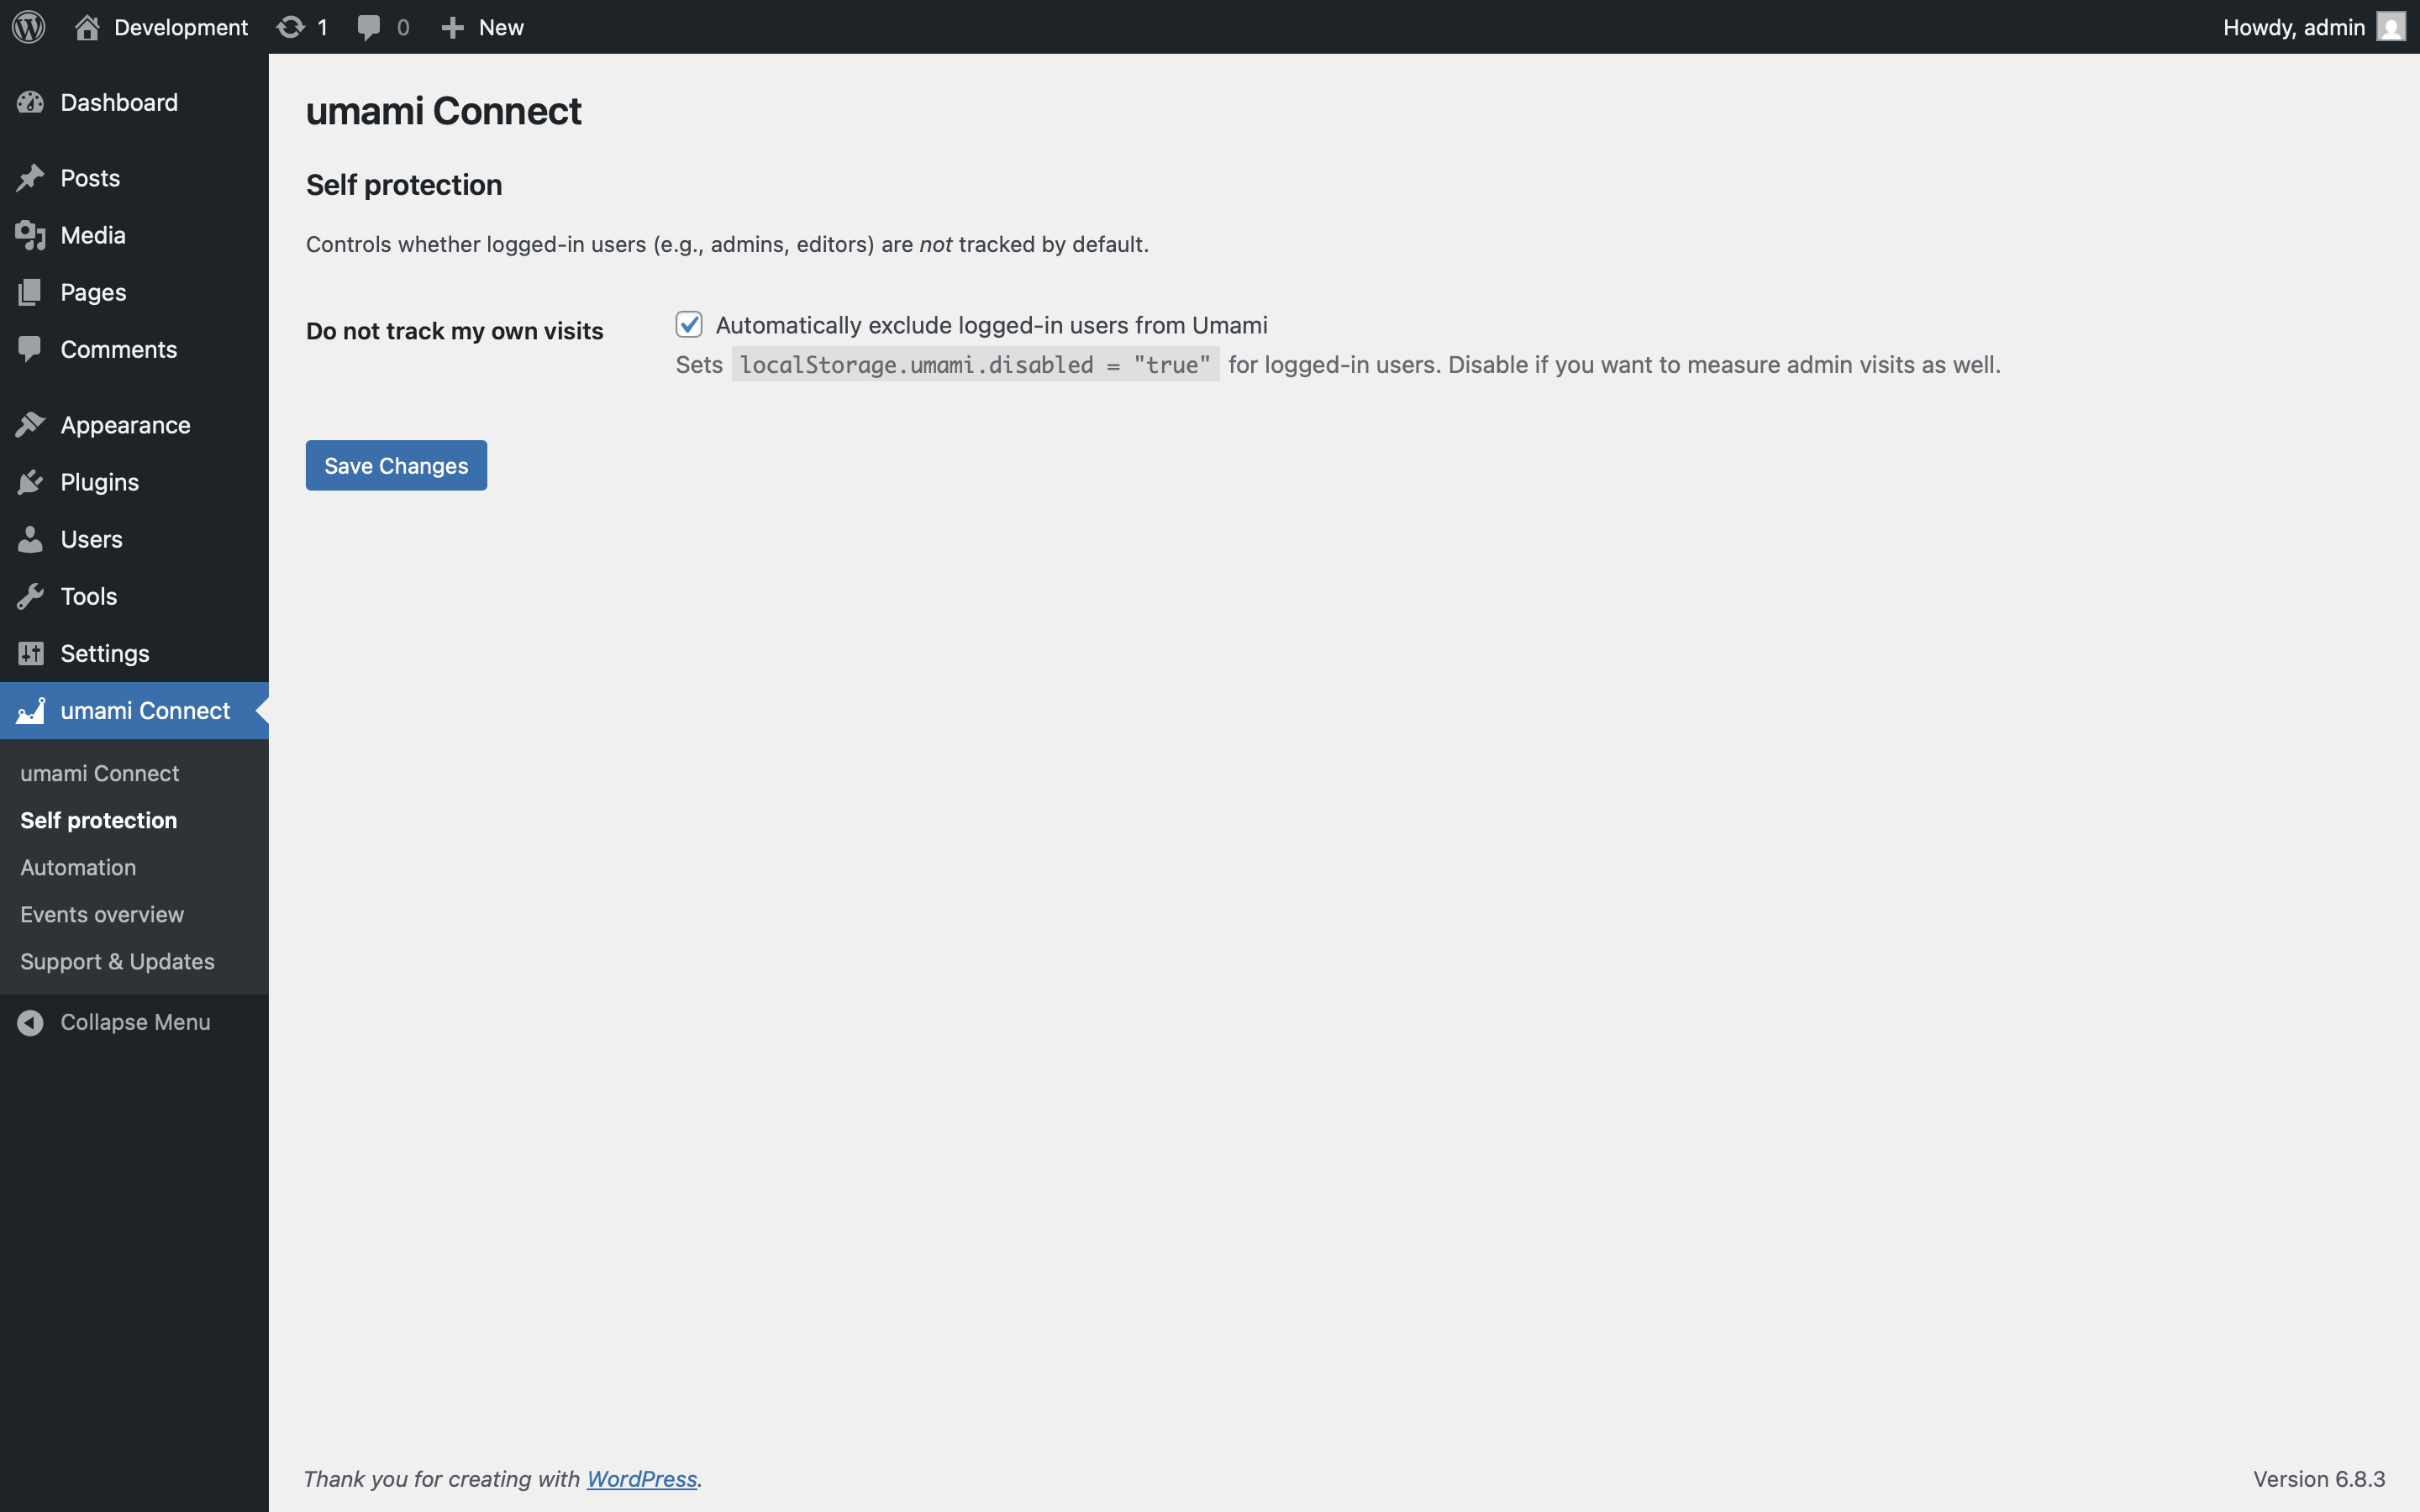 Development 1 0 New Howdy, admin
Dashboard
Posts
Media
Pages
Comments
Appearance
Plugins
Users
Tools
Settings
umami Connect
umami Connect
Self protection
Automation
Events overview
Support & Updates
Collapse Menu
umami Connect
Self protection
Controls whether logged-in users (e.g., admins, editors) are not tracked by default.
Do not track my own visits
Automatically exclude logged-in users from Umami
Sets localStorage.umami.disabled = "true" for logged-in users. Disable if you want to measure admin visits as well.
Save Changes
Thank you for creating with WordPress.
Version 6.8.3